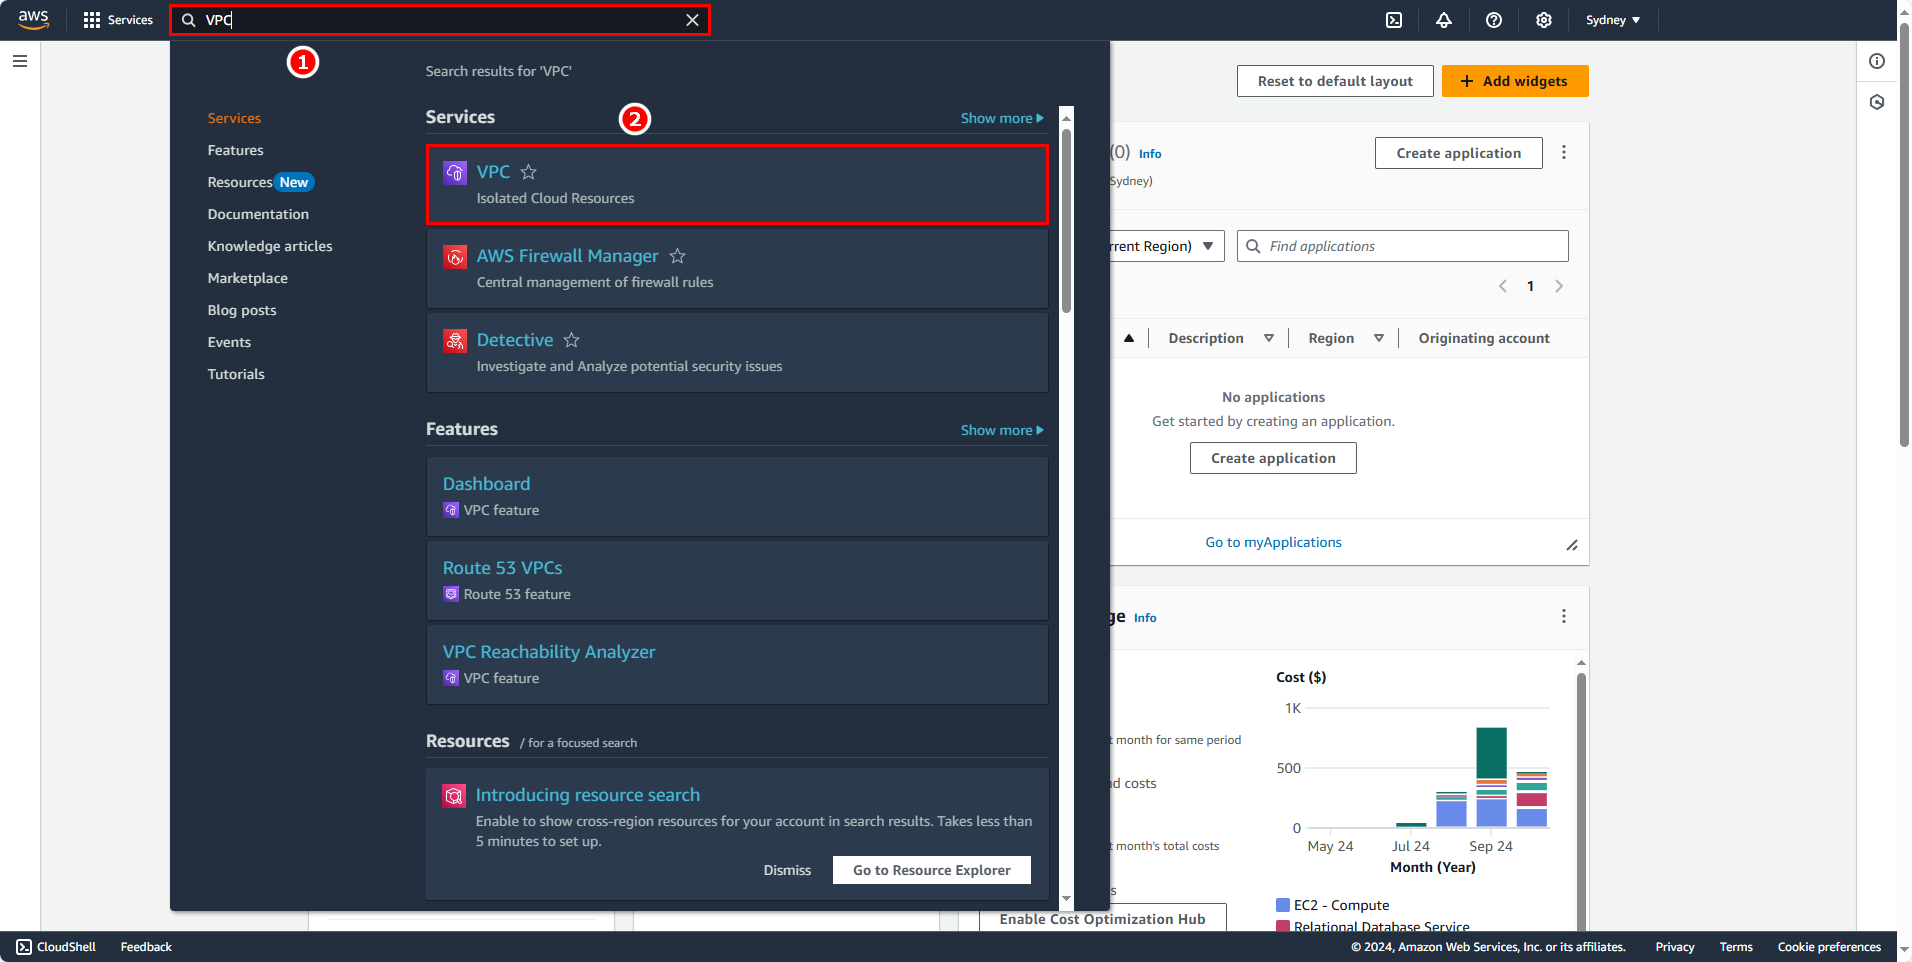 aws
Services
VPC
Sydney
1
Search results for 'VPC'
Services
Features
Resources New
Documentation
Knowledge articles
Marketplace
Blog posts
Events
Tutorials
Services
2
Show more
VPC
Isolated Cloud Resources
AWS Firewall Manager
Central management of firewall rules
Detective
Investigate and Analyze potential security issues
Features
Show more
Dashboard
VPC feature
Route 53 VPCs
Route 53 feature
VPC Reachability Analyzer
VPC feature
Resources / for a focused search
Introducing resource search
Enable to show cross-region resources for your account in search results. Takes less than
5 minutes to set up.
Dismiss
Go to Resource Explorer
Reset to default layout
Add widgets
(0) Info
Sydney)
Create application
rrent Region)
Find applications
1
Description
Region
Originating account
No applications
Get started by creating an application.
Create application
Go to myApplications
ge Info
t month for same period
d costs
t month's total costs
s
Enable Cost Optimization Hub
Cost ($)
1K
500
0
May 24
Jul 24
Sep 24
Month (Year)
EC2 - Compute
Relational Database Service
CloudShell
Feedback
© 2024, Amazon Web Services, Inc. or its affiliates.
Privacy
Terms
Cookie preferences